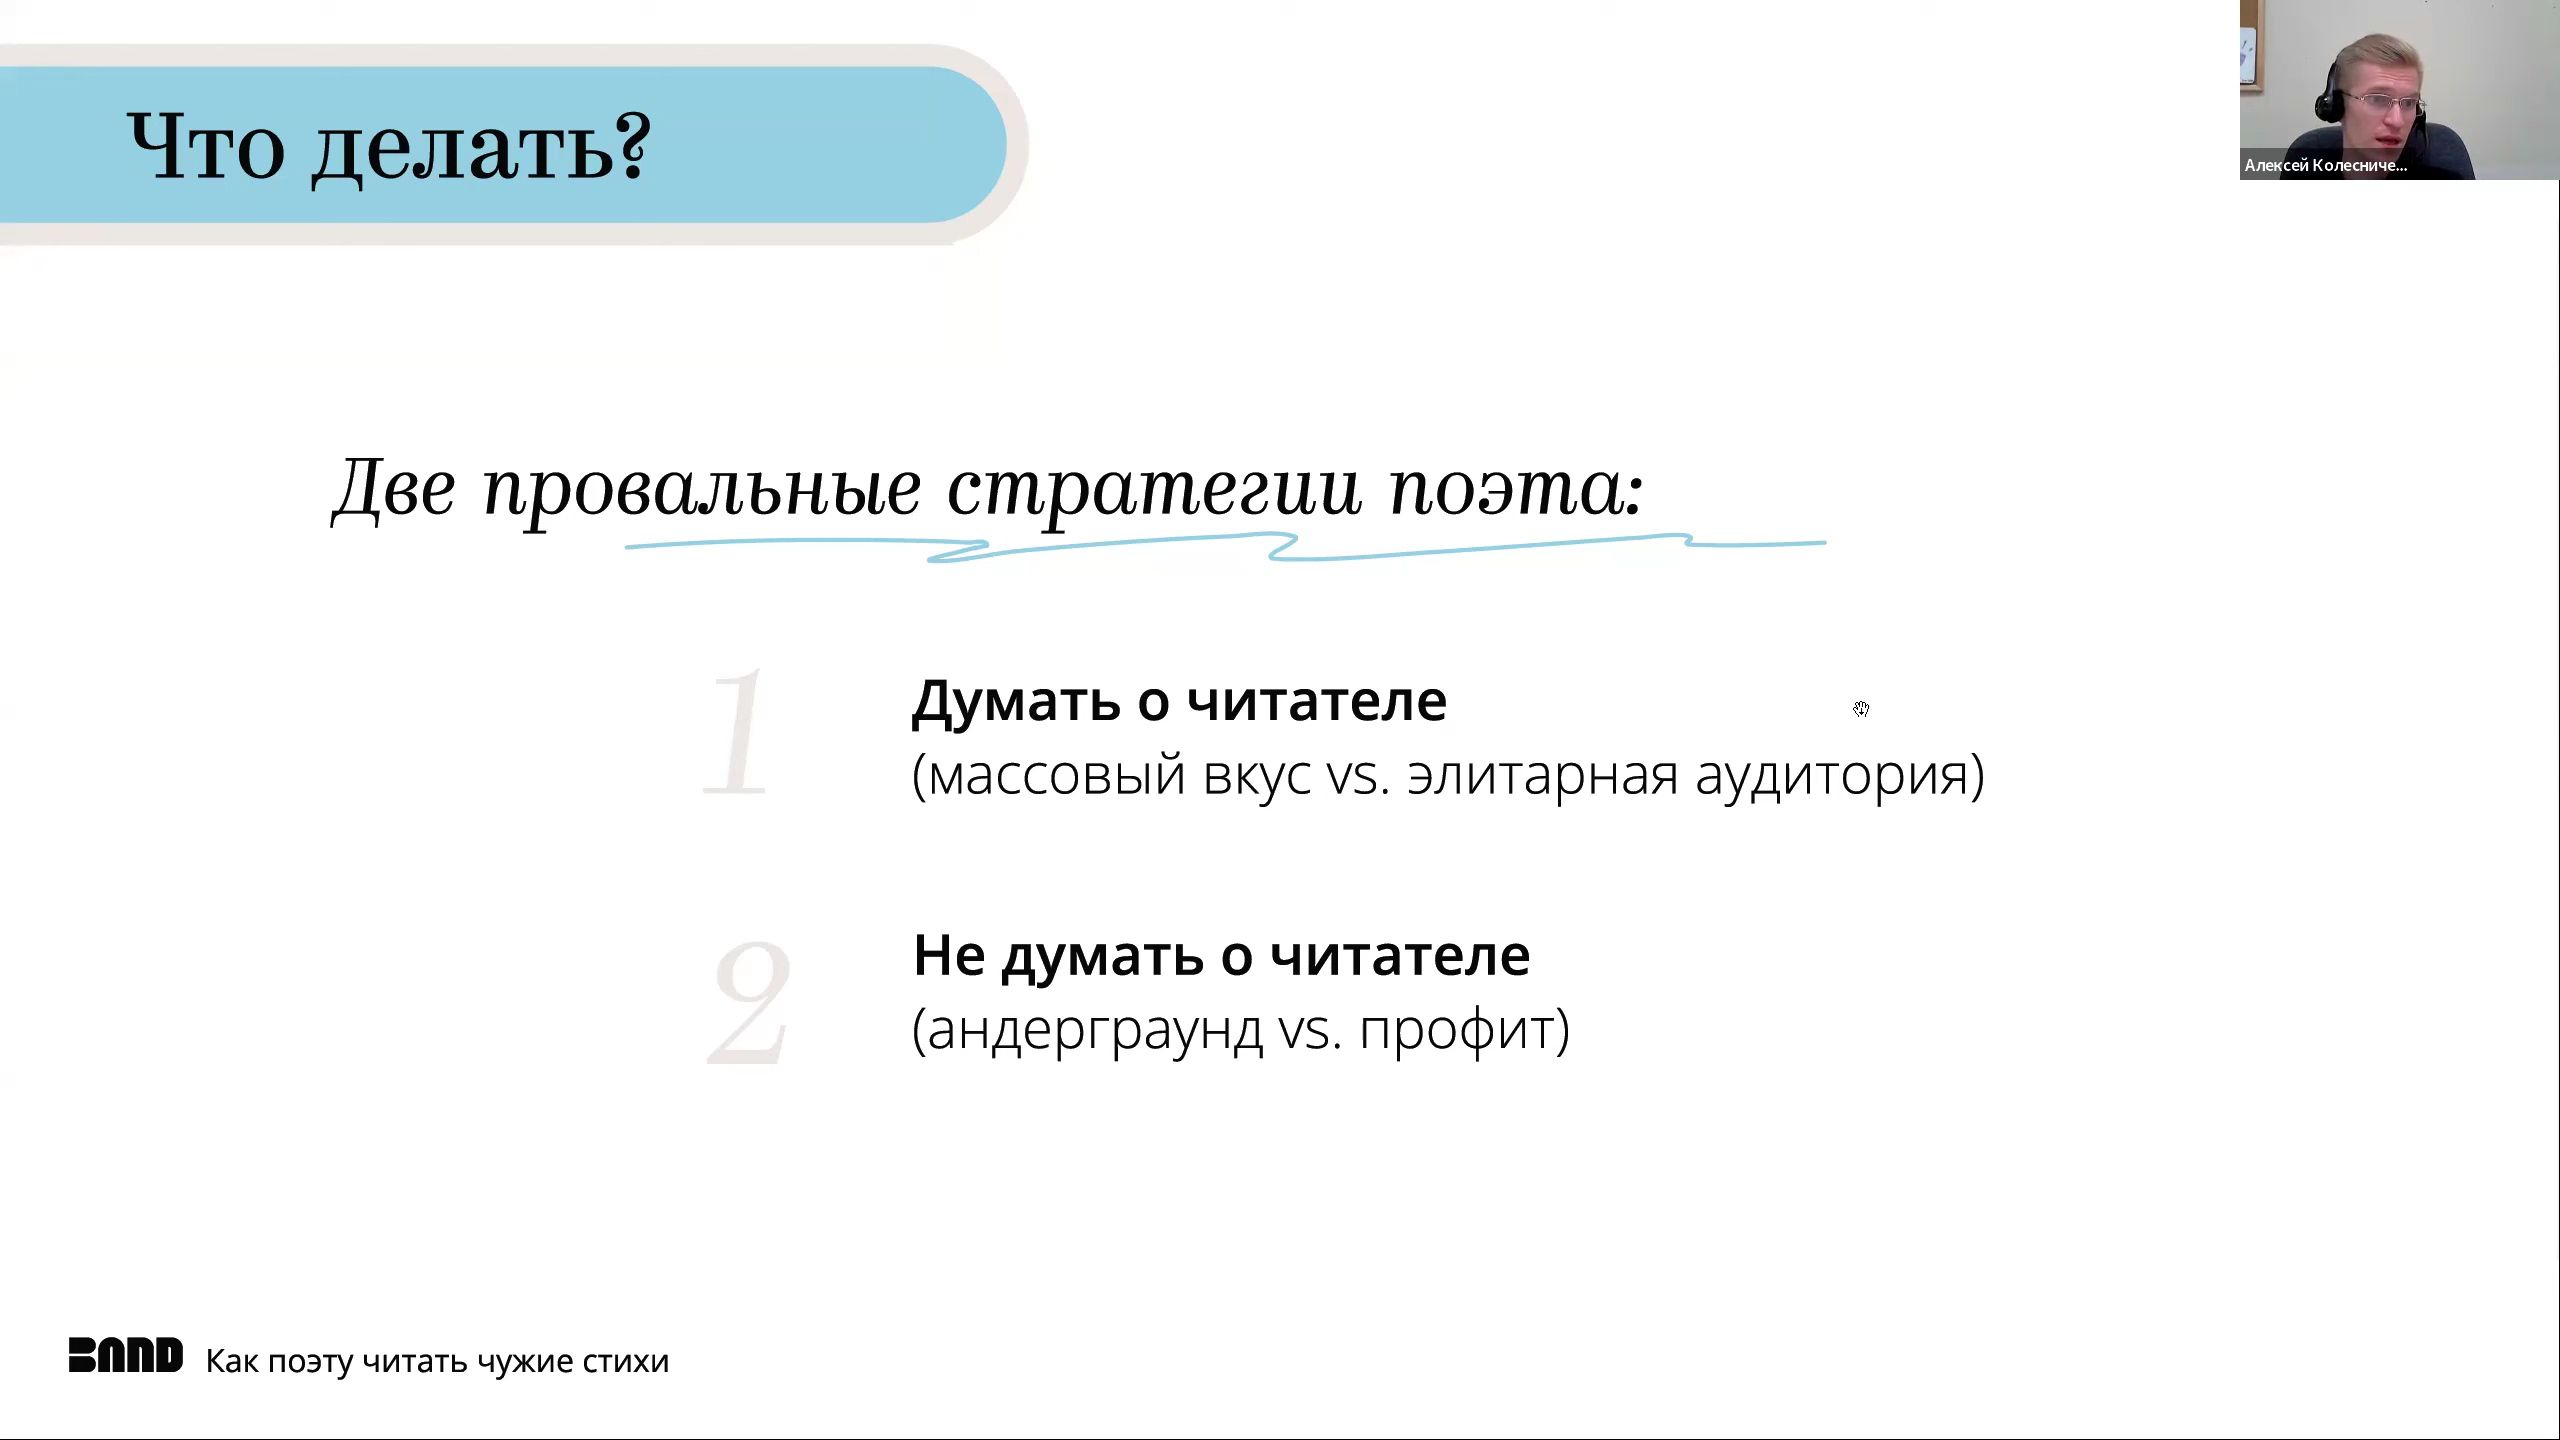 Что делать?
Алексей Колесниче...
Две провальные стратегии поэта:
1
Думать о читателе
(массовый вкус vs. элитарная аудитория)
2
Не думать о читателе
(андерграунд vs. профит)
BAND Как поэту читать чужие стихи